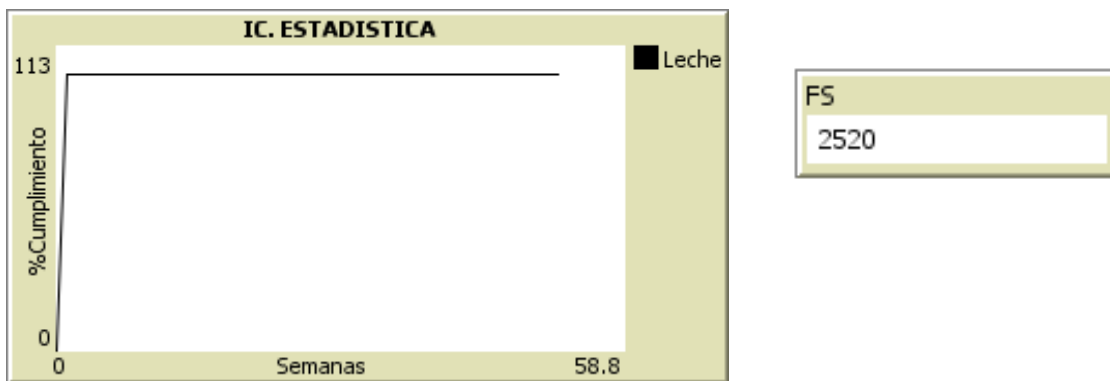 IC. ESTADISTICA
113
%Cumplimiento
0
0
Semanas
58.8
Leche
FS
2520